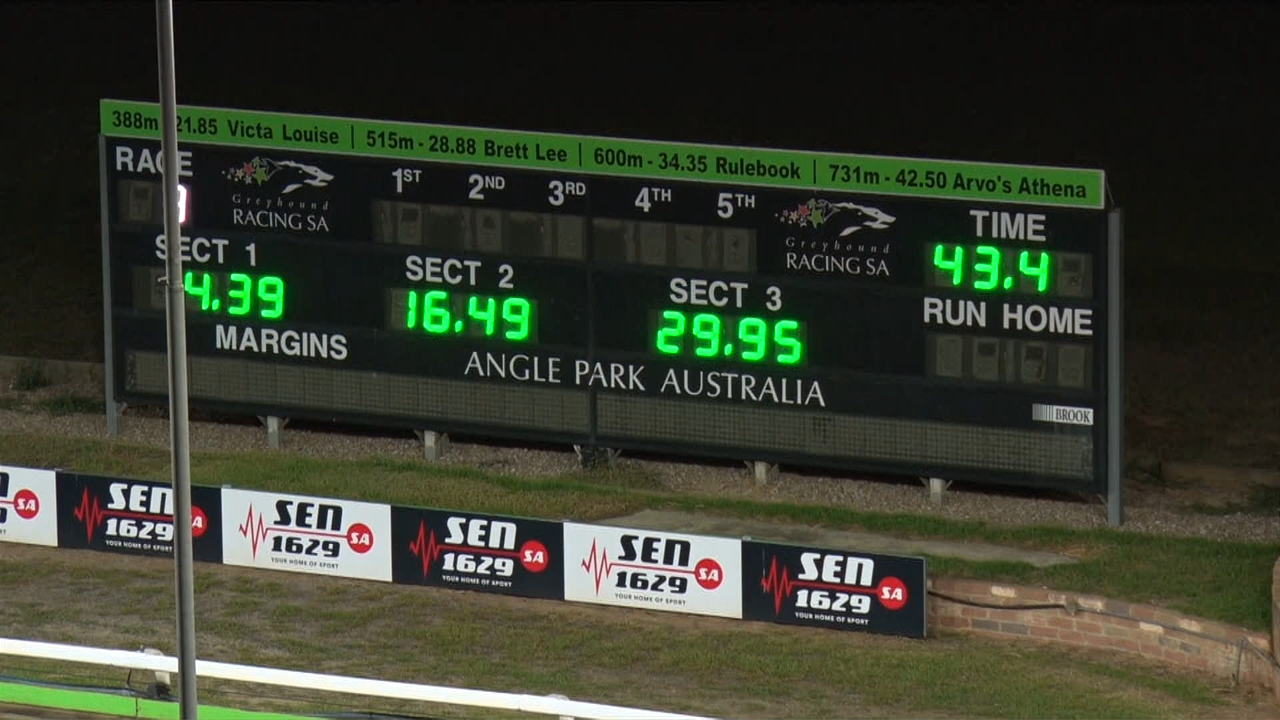 388m 21.85 Victa Louise | 515m - 28.88 Brett Lee | 600m - 34.35 Rulebook | 731m - 42.50 Arvo's Athena
RACE
Greyhound
RACING SA
1ST 2ND 3RD 4TH 5TH
Greyhound
RACING SA
TIME
43.4
SECT 1
4.39
SECT 2
16.49
SECT 3
29.95
RUN HOME
MARGINS
ANGLE PARK AUSTRALIA
BROOK
SA
SEN
1629
SA
YOUR HOME OF SPORT
SEN
1629
SA
YOUR HOME OF SPORT
SEN
1629
SA
YOUR HOME OF SPORT
SEN
1629
SA
YOUR HOME OF SPORT
SEN
1629
SA
YOUR HOME OF SPORT